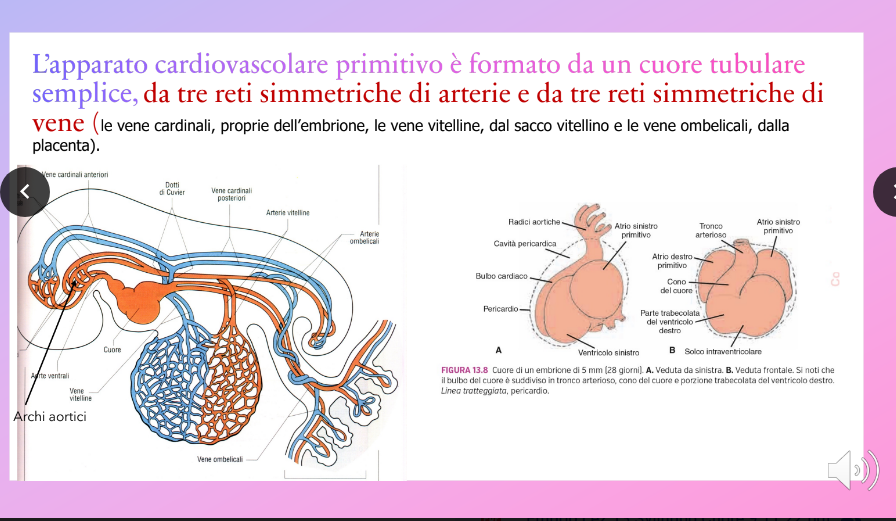 L'apparato cardiovascolare primitivo è formato da un cuore tubulare
semplice, da tre reti simmetriche di arterie e da tre reti simmetriche di
vene (le vene cardinali, proprie dell'embrione, le vene vitelline, dal sacco vitellino e le vene ombelicali, dalla
placenta).
Vene cardinali anteriori
Dotti
di Cuvier
Vene cardinali
posteriori
Arterie vitelline
Arterie
ombelicali
Cuore
Aorte ventrali
Vene
vitelline
Archi aortici
Vene ombelicali
Radici aortiche
Cavità pericardica
Atrio sinistro
primitivo
Bulbo cardiaco
Pericardio
A
Ventricolo sinistro
Tronco
arterioso
Atrio sinistro
primitivo
Atrio destro
primitivo
Cono
del cuore
Parte trabecolata
del ventricolo
destro
B
Solco intraventricolare
FIGURA 13.8 Cuore di un embrione di 5 mm [28 giorni]. A. Veduta da sinistra. B. Veduta frontale. Si noti che
il bulbo del cuore è suddiviso in tronco arterioso, cono del cuore e porzione trabecolata del ventricolo destro.
Linea tratteggiata, pericardio.